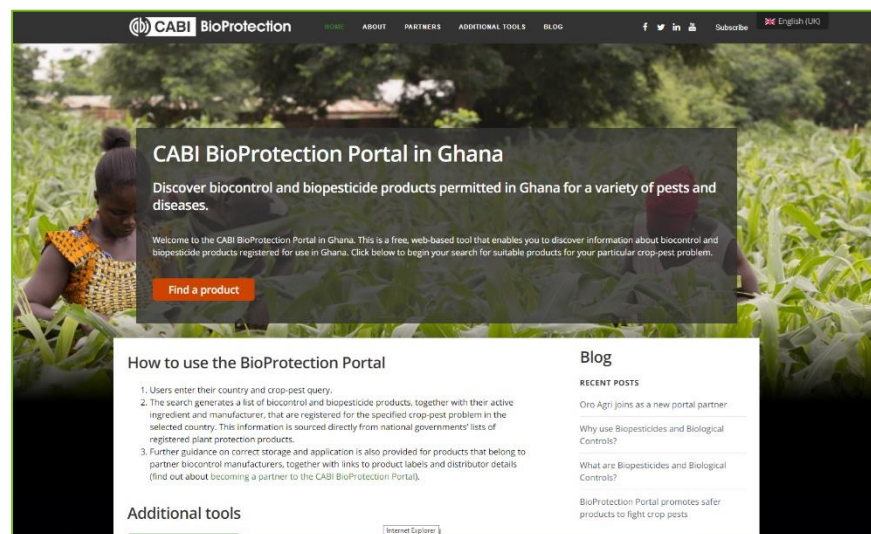 CABI BioProtection
HOME ABOUT PARTNERS ADDITIONAL TOOLS BLOG
Subscribe
English (UK)
CABI BioProtection Portal in Ghana
Discover biocontrol and biopesticide products permitted in Ghana for a variety of pests and
diseases.
Welcome to the CABI BioProtection Portal in Ghana. This is a free, web-based tool that enables you to discover information about biocontrol and
biopesticide products registered for use in Ghana. Click below to begin your search for suitable products for your particular crop-pest problem.
Find a product
How to use the BioProtection Portal
1. Users enter their country and crop-pest query.
2. The search generates a list of biocontrol and biopesticide products, together with their active
ingredient and manufacturer, that are registered for the specified crop-pest problem in the
selected country. This information is sourced directly from national governments' lists of
registered plant protection products.
3. Further guidance on correct storage and application is also provided for products that belong to
partner biocontrol manufacturers, together with links to product labels and distributor details
(find out about becoming a partner to the CABI BioProtection Portal).
Additional tools
Internet Explorer
Blog
RECENT POSTS
Oro Agri joins as a new portal partner
Why use Biopesticides and Biological
Controls?
What are Biopesticides and Biological
Controls?
BioProtection Portal promotes safer
products to fight crop pests